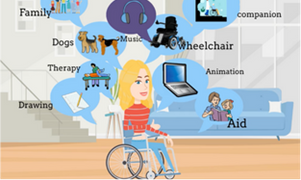 Family
companion
Music
Dogs
Wheelchair
Therapy
Animation
Drawing
Aid